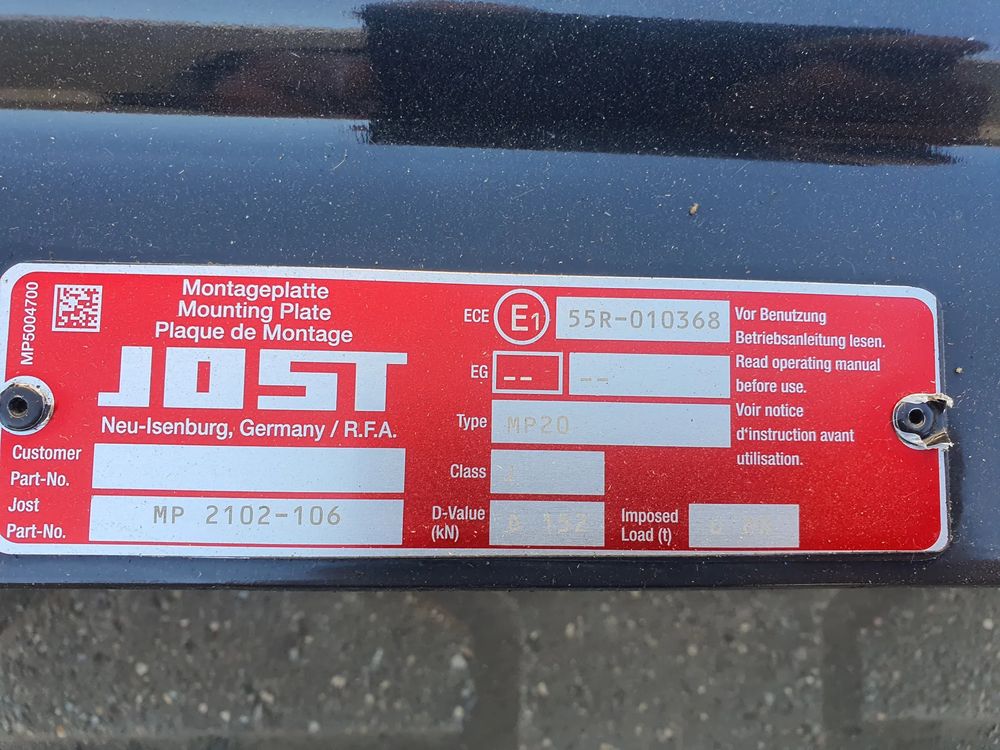 MP5004700
Montageplatte
Mounting Plate
Plaque de Montage
JOST
Neu-Isenburg, Germany / R.F.A.
Customer
Part-No.
Jost
Part-No. MP 2102-106
ECE E1 55R-010368
EG -- --
Type MP20
Class J
D-Value
(kN) D 152
Imposed
Load (t)
Vor Benutzung
Betriebsanleitung lesen.
Read operating manual
before use.
Voir notice
d'instruction avant
utilisation.